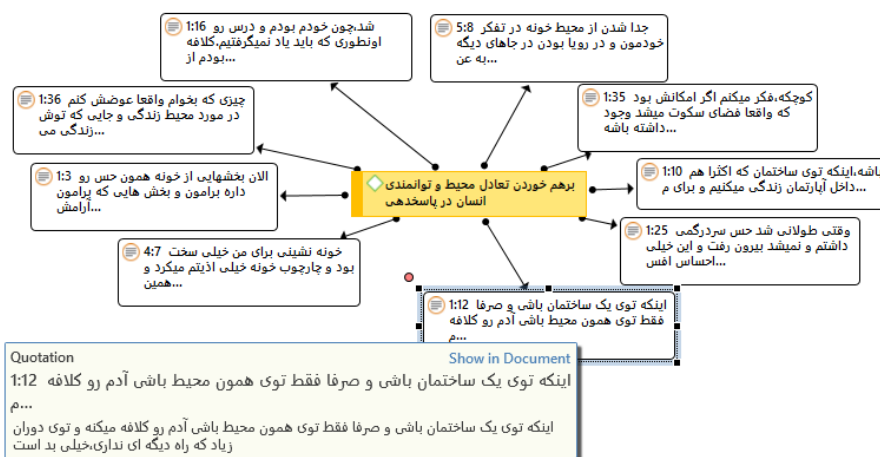 1:16 شد،چون خودم بودم و درس رو
اونطوری که باید یاد نمیگرفتیم،کلافه
بودم از...
5:8 جدا شدن از محیط خونه در تفکر
خودمون و در رویا بودن در جاهای دیگه
به عن...
1:36 چیزی که بخوام واقعا عوضش کنم
در مورد محیط زندگی و جایی که توش
زندگی می...
1:35 کوچکه،فکر میکنم اگر امکانش بود
که واقعا فضای سکوت میشد وجود
داشته باشه...
1:3 الان بخشهایی از خونه همون حس رو
داره برامون و بخش هایی که برامون
آرامش...
برهم خوردن تعادل محیط و توانمندی
انسان در پاسخدهی
1:10 باشه،اینکه توی ساختمان که اکثرا هم
داخل آپارتمان زندگی میکنیم و برای م...
4:7 خونه نشینی برای من خیلی سخت
بود و چارچوب خونه خیلی اذیتم میکرد و
همین...
1:25 وقتی طولانی شد حس سردرگمی
داشتم و نمیشد بیرون رفت و این خیلی
احساس افس...
1:12 اینکه توی یک ساختمان باشی و صرفا
فقط توی همون محیط باشی آدم رو کلافه
م...
Quotation
Show in Document
1:12 اینکه توی یک ساختمان باشی و صرفا فقط توی همون محیط باشی آدم رو کلافه
م...
اینکه توی یک ساختمان باشی و صرفا فقط توی همون محیط باشی آدم رو کلافه میکنه و توی دوران
زیاد که راه دیگه ای نداری،خیلی بد است